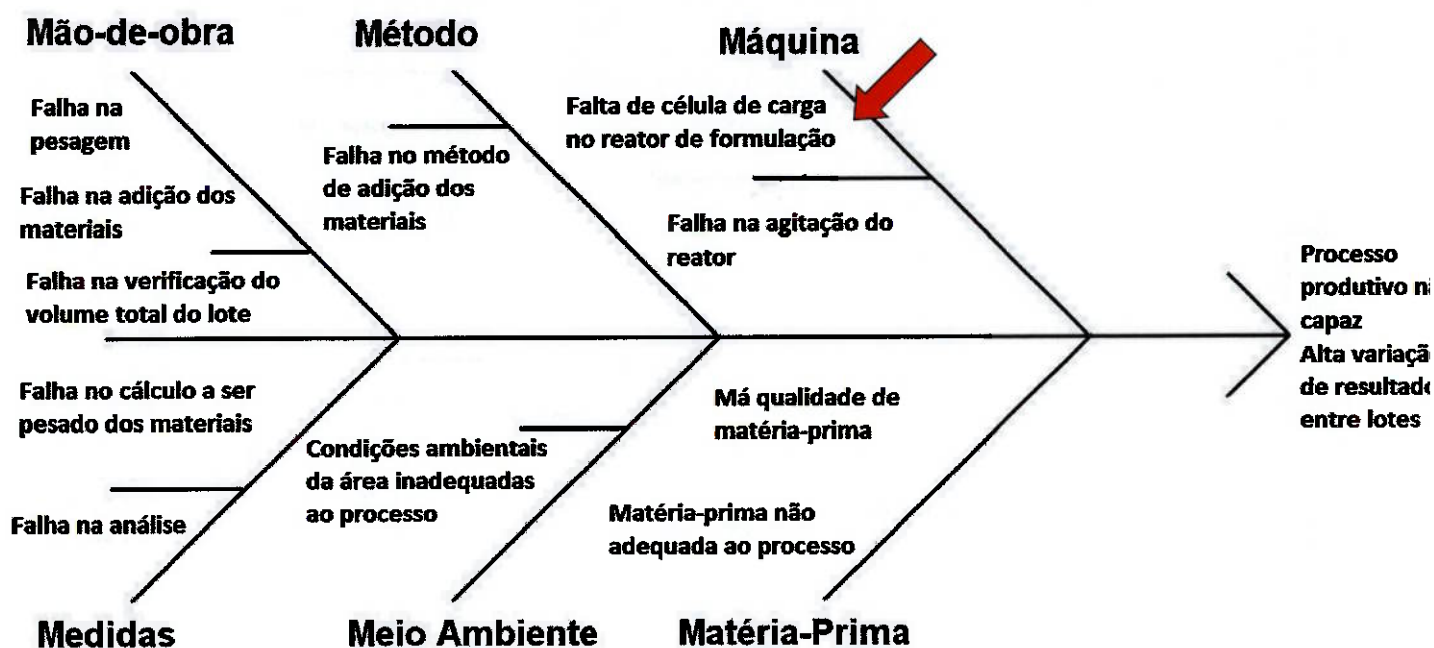 Mão-de-obra
Método
Máquina
Falha na
pesagem
Falha na adição dos
materiais
Falha na verificação do
volume total do lote
Falha no método
de adição dos
materiais
Falta de célula de carga
no reator de formulação
Falha na agitação do
reator
Processo
produtivo
capaz
Alta
de
entre lotes
Falha no cálculo a ser
pesado dos materiais
Falha na análise
Condições ambientais
da área inadequadas
ao processo
Má qualidade de
matéria-prima
Matéria-prima não
adequada ao processo
Medidas
Meio Ambiente
Matéria-Prima